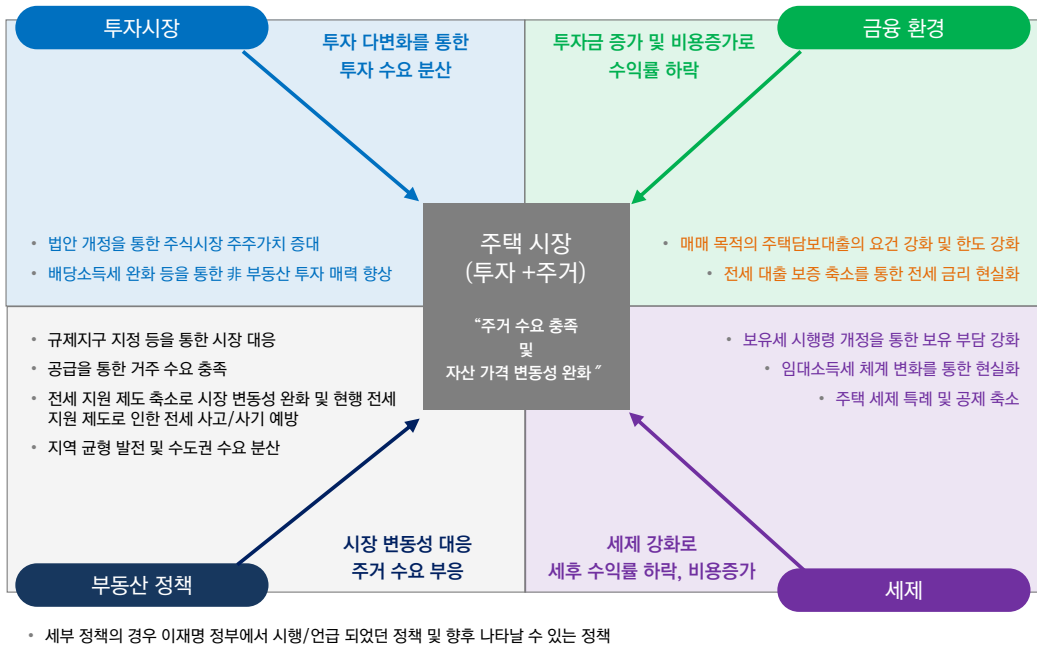 투자시장
투자 다변화를 통한
투자 수요 분산
• 법안 개정을 통한 주식시장 주주가치 증대
• 배당소득세 완화 등을 통한 非 부동산 투자 매력 향상
금융 환경
투자금 증가 및 비용증가로
수익률 하락
• 매매 목적의 주택담보대출의 요건 강화 및 한도 강화
• 전세 대출 보증 축소를 통한 전세 금리 현실화
주택 시장
(투자 +주거)
“주거 수요 충족
및
자산 가격 변동성 완화 ”
• 규제지구 지정 등을 통한 시장 대응
• 공급을 통한 거주 수요 충족
• 전세 지원 제도 축소로 시장 변동성 완화 및 현행 전세
지원 제도로 인한 전세 사고/사기 예방
• 지역 균형 발전 및 수도권 수요 분산
시장 변동성 대응
주거 수요 부응
부동산 정책
• 보유세 시행령 개정을 통한 보유 부담 강화
• 임대소득세 체계 변화를 통한 현실화
• 주택 세제 특례 및 공제 축소
세제 강화로
세후 수익률 하락, 비용증가
세제
• 세부 정책의 경우 이재명 정부에서 시행/언급 되었던 정책 및 향후 나타날 수 있는 정책